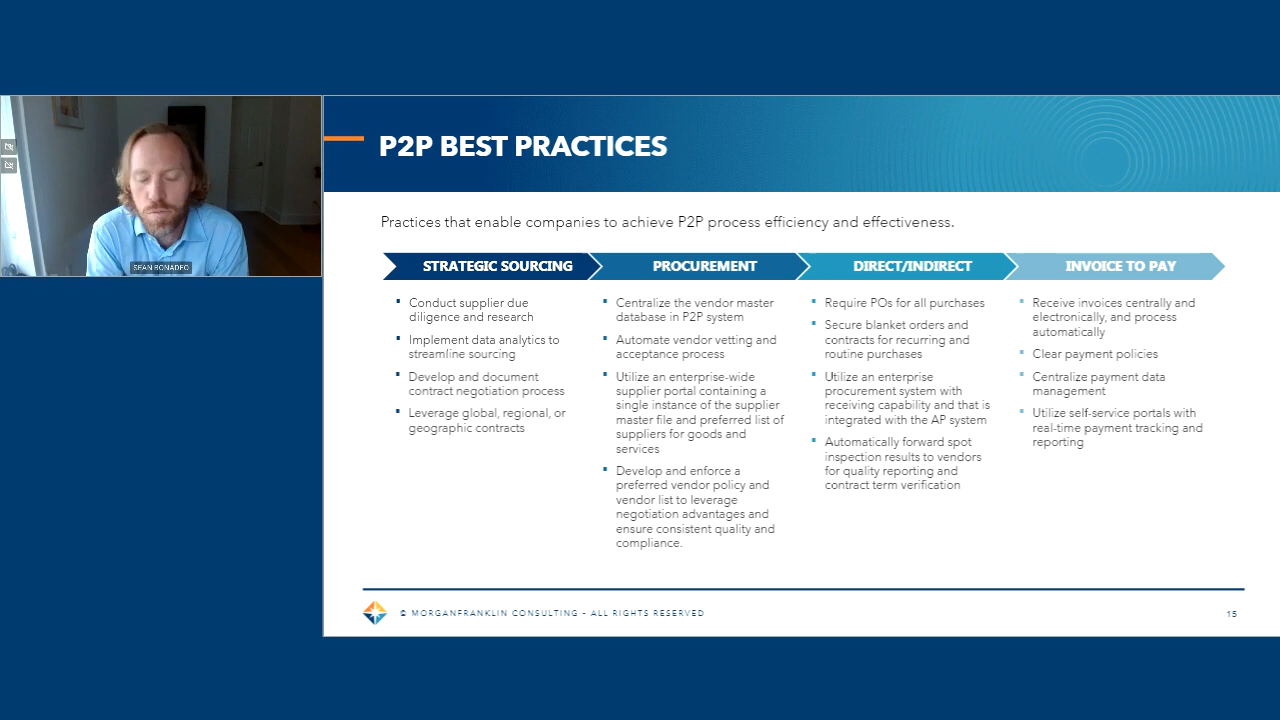 SEAN BONADEO
P2P BEST PRACTICES
Practices that enable companies to achieve P2P process efficiency and effectiveness.
STRATEGIC SOURCING
Conduct supplier due
diligence and research
Implement data analytics to
streamline sourcing
Develop and document
contract negotiation process
Leverage global, regional, or
geographic contracts
PROCUREMENT
Centralize the vendor master
database in P2P system
Automate vendor vetting and
acceptance process
Utilize an enterprise-wide
supplier portal containing a
single instance of the supplier
master file and preferred list of
suppliers for goods and
services
Develop and enforce a
preferred vendor policy and
vendor list to leverage
negotiation advantages and
ensure consistent quality and
compliance.
DIRECT/INDIRECT
Require POs for all purchases
Secure blanket orders and
contracts for recurring and
routine purchases
Utilize an enterprise
procurement system with
receiving capability and that is
integrated with the AP system
Automatically forward spot
inspection results to vendors
for quality reporting and
contract term verification
INVOICE TO PAY
Receive invoices centrally and
electronically, and process
automatically
Clear payment policies
Centralize payment data
management
Utilize self-service portals with
real-time payment tracking and
reporting
© MORGANFRANKLIN CONSULTING - ALL RIGHTS RESERVED
15